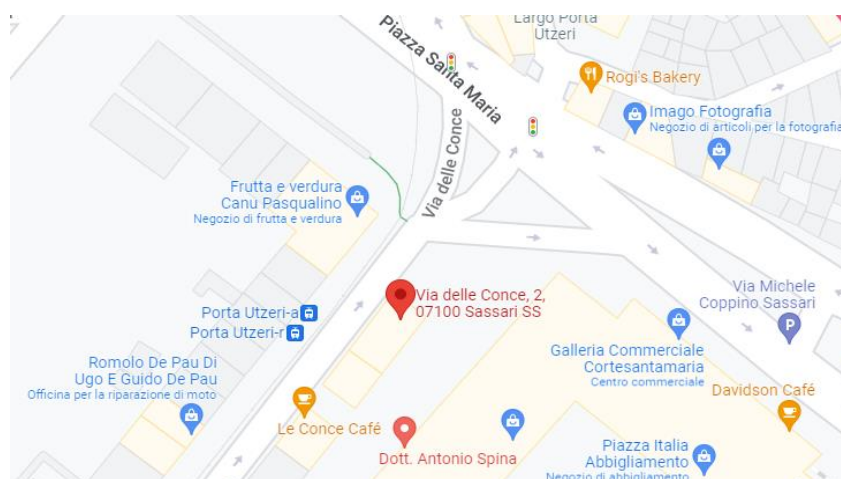 Largo Porta
Utzeri
Piazza Santa Maria
Rogi's Bakery
Imago Fotografia
Negozio di articoli per la fotografia
Via delle Conce
Frutta e verdura
Canu Pasqualino
Negozio di frutta e verdura
Via Michele
Coppino Sassari
P
Via delle Conce, 2,
07100 Sassari SS
Porta Utzeri-a
Porta Utzeri-r
Galleria Commerciale
Cortesantamaria
Centro commerciale
Romolo De Pau Di
Ugo E Guido De Pau
Officina per la riparazione di moto
Davidson Café
Le Conce Café
Dott. Antonio Spina
Piazza Italia
Abbigliamento
Negozio di abbigliamento